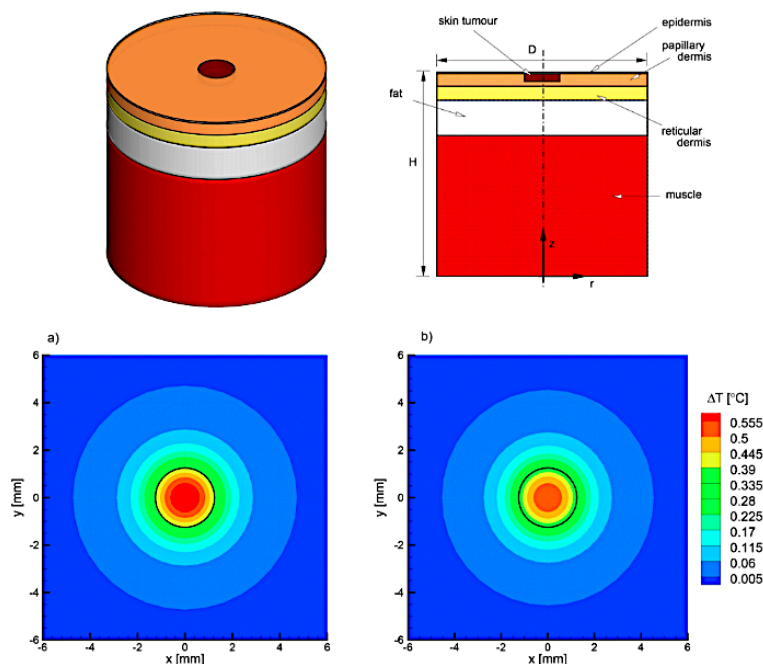 skin tumour
epidermis
D
papillary
dermis
fat
reticular
dermis
H
muscle
z
r
a)
b)
6
4
2
0
-2
-4
-6
y [mm]
-6 -4 -2 0 2 4 6
x [mm]
6
4
2
0
-2
-4
-6
y [mm]
-6 -4 -2 0 2 4 6
x [mm]
ΔT [°C]
0.555
0.5
0.445
0.39
0.335
0.28
0.225
0.17
0.115
0.06
0.005